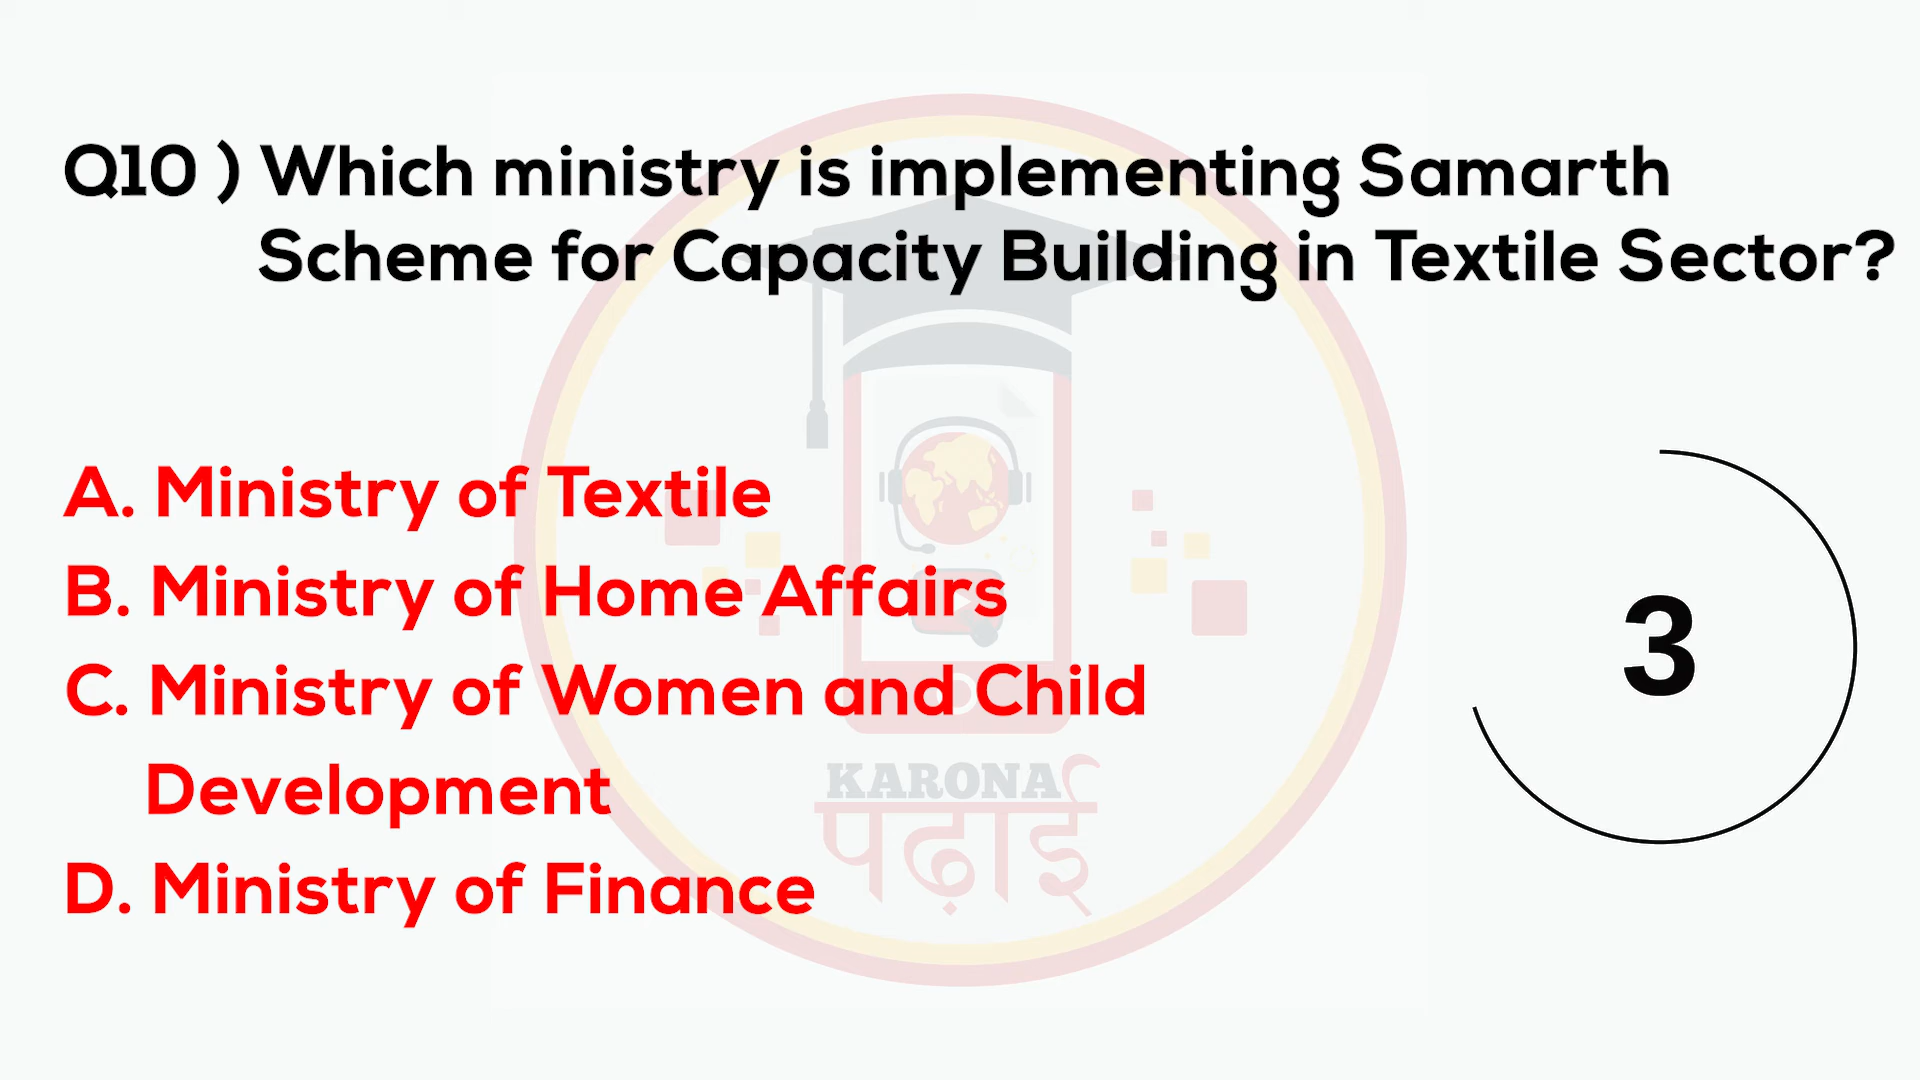 Q10 ) Which ministry is implementing Samarth
Scheme for Capacity Building in Textile Sector?
A. Ministry of Textile
B. Ministry of Home Affairs
C. Ministry of Women and Child
Development
D. Ministry of Finance
3
KARONA
पढाई